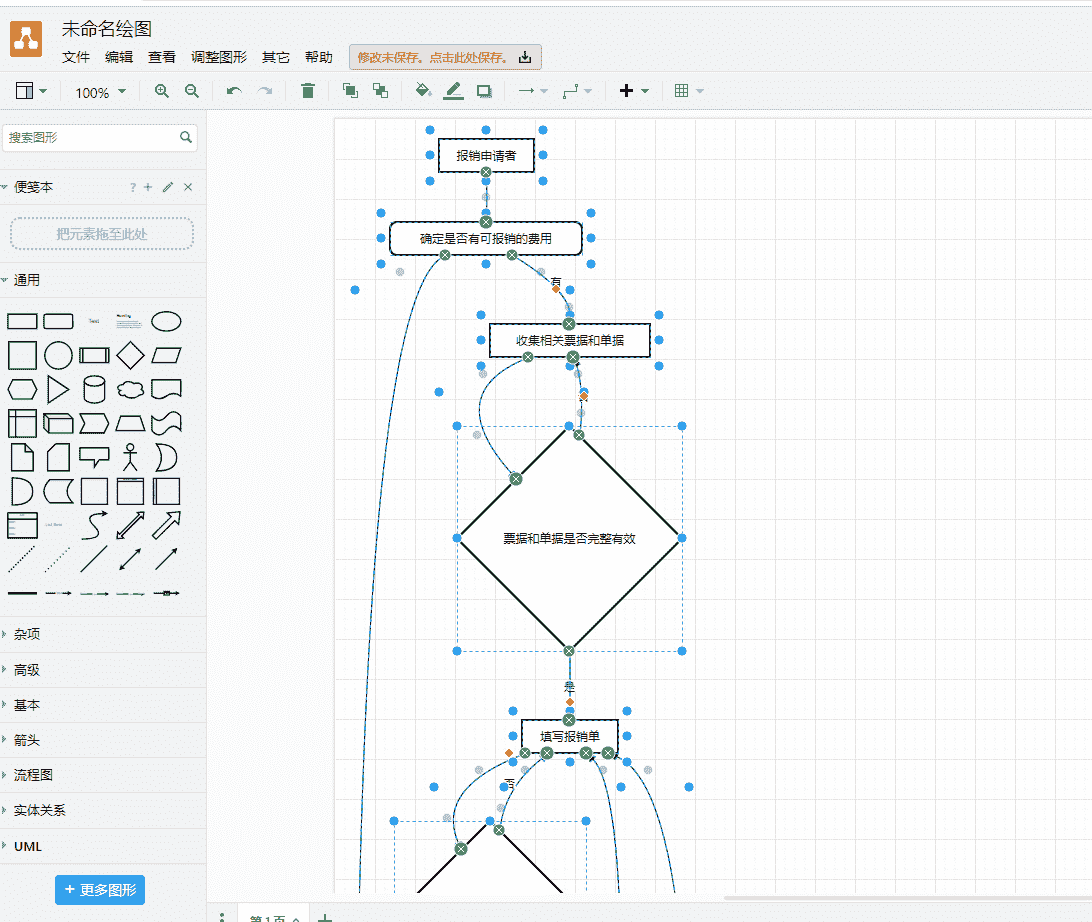 未命名绘图
文件 编辑 查看 调整图形 其它 帮助
修改未保存。点击此处保存。
100%
搜索图形
便笺本
?
把元素拖至此处
通用
Text
Heading
杂项
高级
基本
箭头
流程图
实体关系
UML
+ 更多图形
报销申请者
确定是否有可报销的费用
有
收集相关票据和单据
票据和单据是否完整有效
是
填写报销单
否
第1页